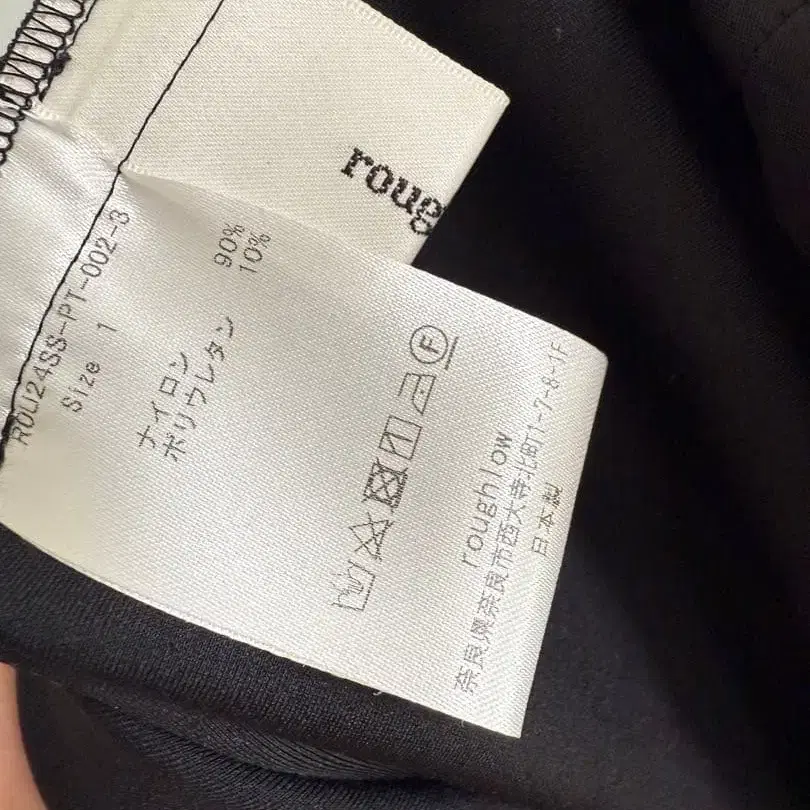 roug
ROU24SS-PT-002-3
Size 1
ナイロン 90%
ポリウレタン 10%
F
roughlow
奈良県奈良市西大寺北町1-7-8-1F
日本製